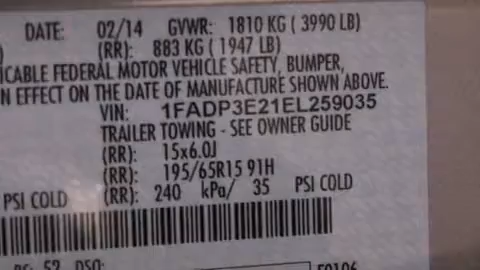 DATE: 02/14 GVWR: 1810 KG ( 3990 LB)
(RR): 883 KG ( 1947 LB)
ICABLE FEDERAL MOTOR VEHICLE SAFETY, BUMPER,
N EFFECT ON THE DATE OF MANUFACTURE SHOWN ABOVE.
VIN: 1FADP3E21EL259035
TRAILER TOWING - SEE OWNER GUIDE
(RR): 15x6.0J
(RR): 195/65R15 91H
PSI COLD (RR): 240 kPa/ 35 PSI COLD